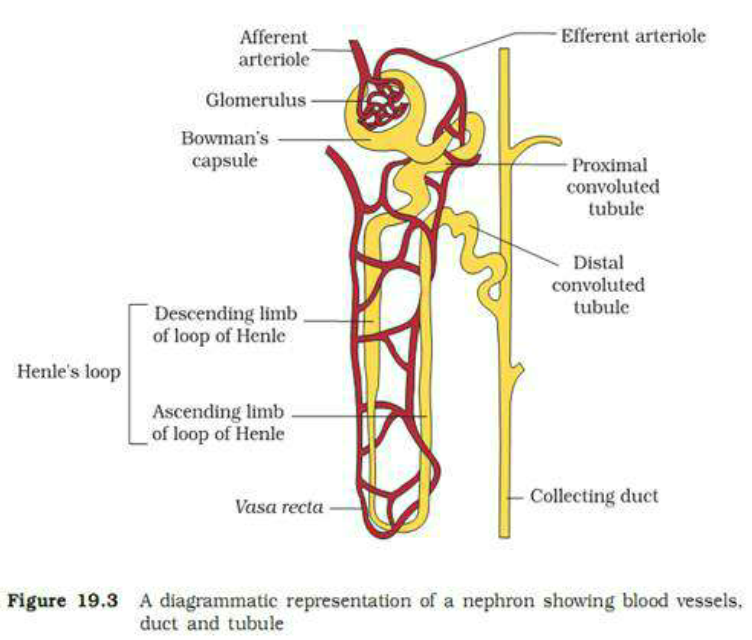 Afferent
arteriole
Efferent arteriole
Glomerulus
Bowman's
capsule
Proximal
convoluted
tubule
Distal
convoluted
tubule
Descending limb
of loop of Henle
Henle's loop
Ascending limb
of loop of Henle
Vasa recta
Collecting duct
Figure 19.3 A diagrammatic representation of a nephron showing blood vessels,
duct and tubule